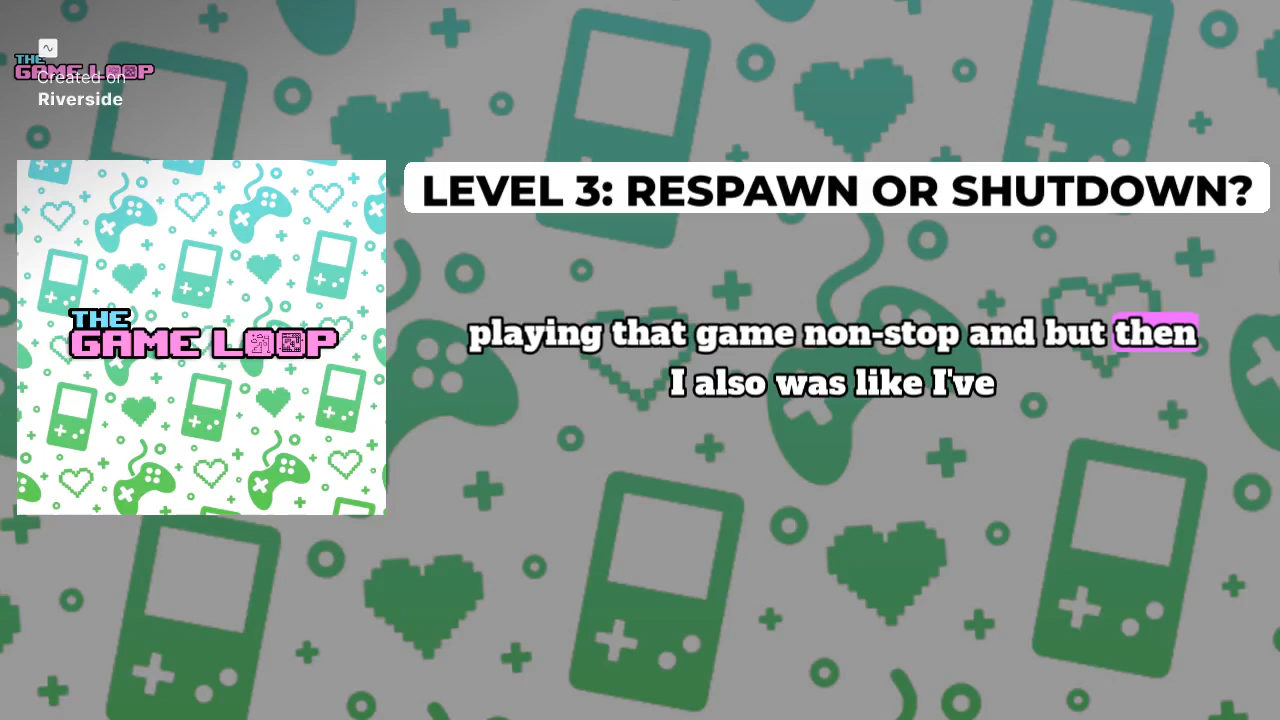 THE
GAME LOOP
Created on
Riverside
THE
GAME LOOP
LEVEL 3: RESPAWN OR SHUTDOWN?
playing that game non-stop and but then
I also was like I've